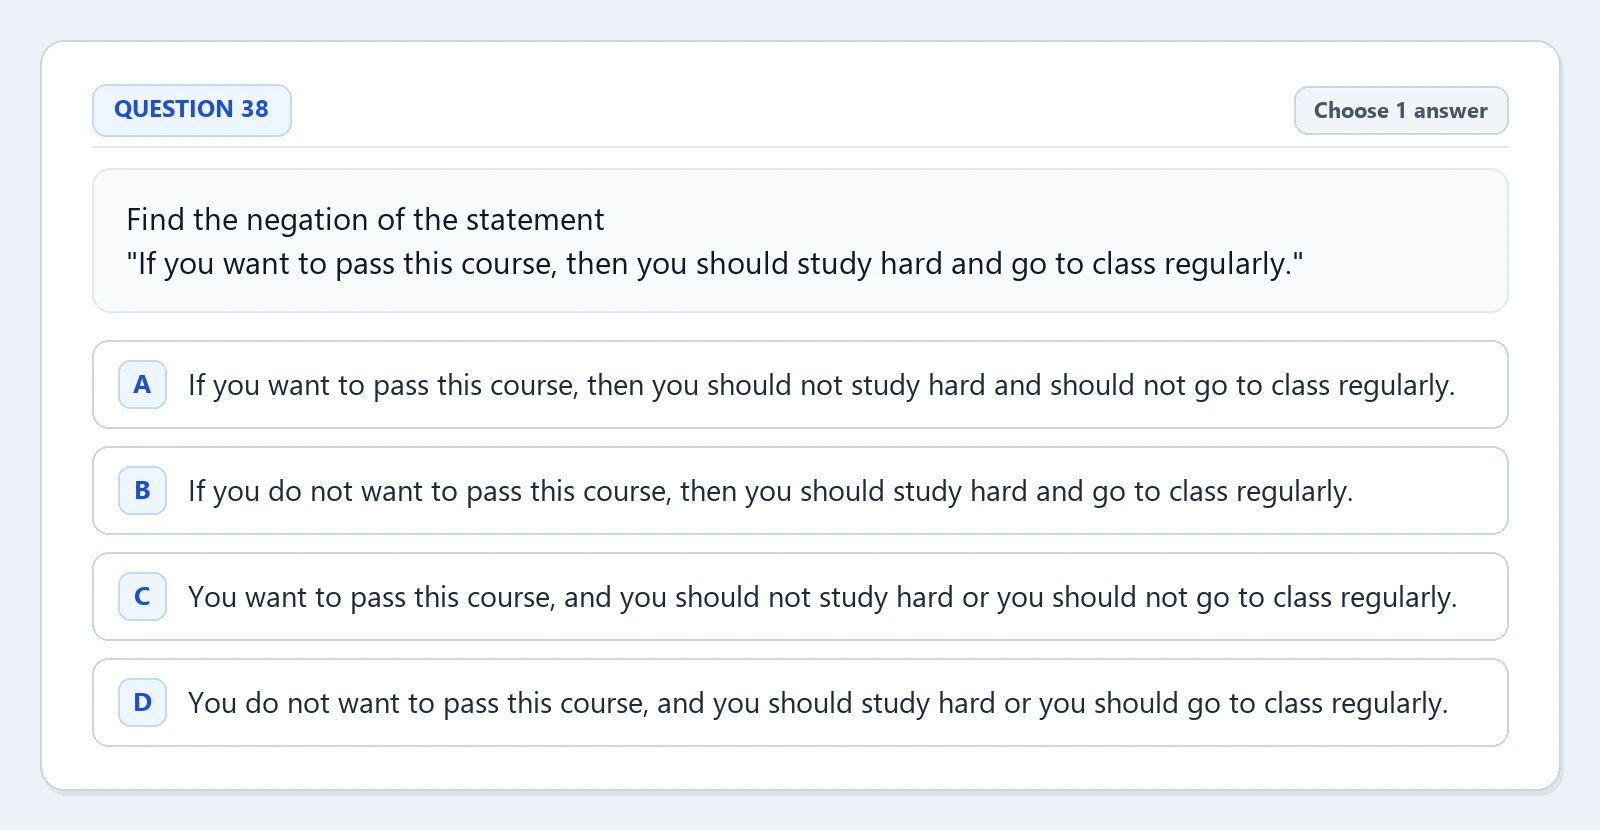 QUESTION 38
Choose 1 answer
Find the negation of the statement
"If you want to pass this course, then you should study hard and go to class regularly."
A If you want to pass this course, then you should not study hard and should not go to class regularly.
B If you do not want to pass this course, then you should study hard and go to class regularly.
C You want to pass this course, and you should not study hard or you should not go to class regularly.
D You do not want to pass this course, and you should study hard or you should go to class regularly.